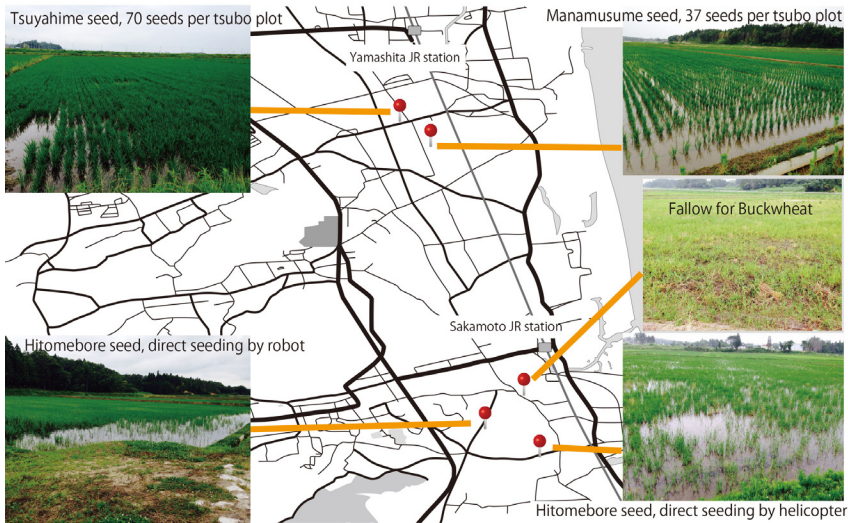 Tsuyahime seed, 70 seeds per tsubo plot
Manamusume seed, 37 seeds per tsubo plot
Yamashita JR station
Fallow for Buckwheat
Sakamoto JR station
Hitomebore seed, direct seeding by robot
Hitomebore seed, direct seeding by helicopter